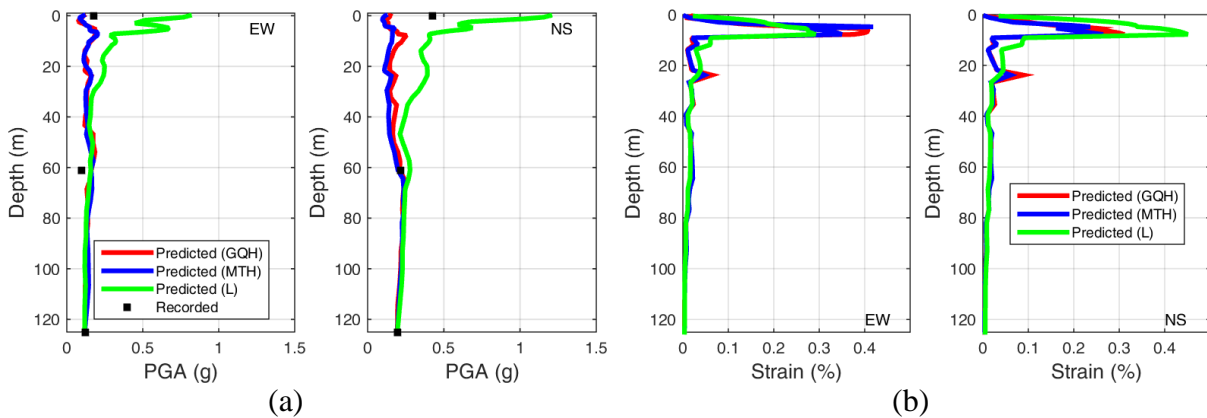 0
20
40
60
80
100
120
Depth (m)
EW
Predicted (GQH)
Predicted (MTH)
Predicted (L)
Recorded
0 0.5 1 1.5
PGA (g)
0
20
40
60
80
100
120
Depth (m)
NS
0 0.5 1 1.5
PGA (g)
(a)
0
20
40
60
80
100
120
Depth (m)
EW
0 0.1 0.2 0.3 0.4
Strain (%)
0
20
40
60
80
100
120
Depth (m)
Predicted (GQH)
Predicted (MTH)
Predicted (L)
NS
0 0.1 0.2 0.3 0.4
Strain (%)
(b)